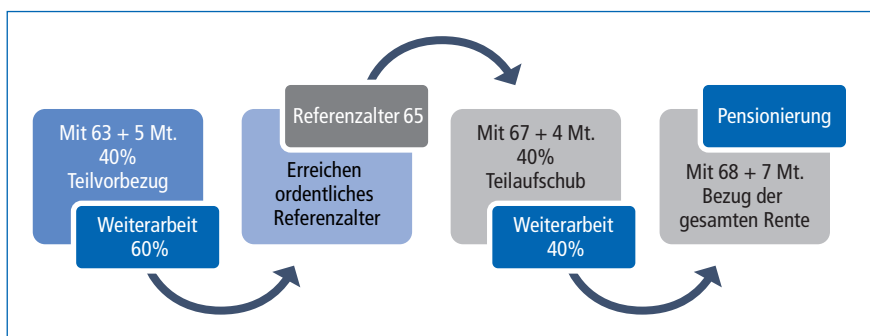 Mit 63 + 5 Mt.
40%
Teilvorbezug
Weiterarbeit
60%
Referenzalter 65
Erreichen
ordentliches
Referenzalter
Mit 67 + 4 Mt.
40%
Teilaufschub
Weiterarbeit
40%
Pensionierung
Mit 68 + 7 Mt.
Bezug der
gesamten Rente